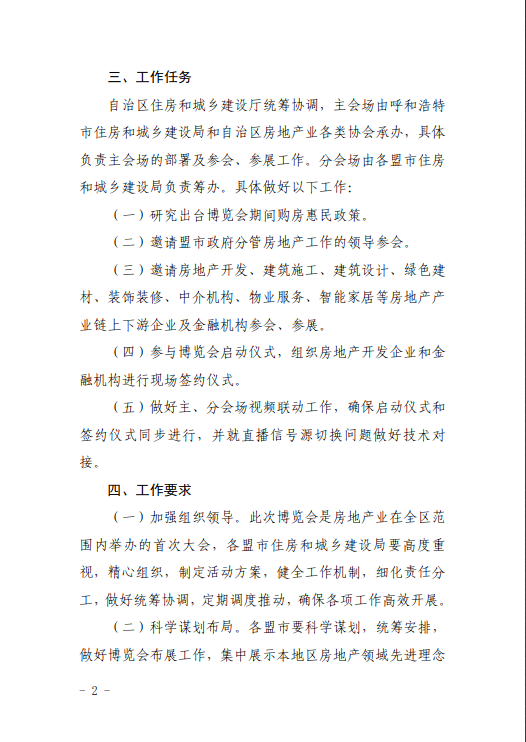 三、工作任务
自治区住房和城乡建设厅统筹协调，主会场由呼和浩特
市住房和城乡建设局和自治区房地产业各类协会承办，具体
负责主会场的部署及参会、参展工作。分会场由各盟市住房
和城乡建设局负责筹办。具体做好以下工作：
（一）研究出台博览会期间购房惠民政策。
（二）邀请盟市政府分管房地产工作的领导参会。
（三）邀请房地产开发、建筑施工、建筑设计、绿色建
材、装饰装修、中介机构、物业服务、智能家居等房地产产
业链上下游企业及金融机构参会、参展。
（四）参与博览会启动仪式，组织房地产开发企业和金
融机构进行现场签约仪式。
（五）做好主、分会场视频联动工作，确保启动仪式和
签约仪式同步进行，并就直播信号源切换问题做好技术对
接。
四、工作要求
（一）加强组织领导。此次博览会是房地产业在全区范
围内举办的首次大会，各盟市住房和城乡建设局要高度重
视，精心组织，制定活动方案，健全工作机制，细化责任分
工，做好统筹协调，定期调度推动，确保各项工作高效开展。
（二）科学谋划布局。各盟市要科学谋划，统筹安排，
做好博览会布展工作，集中展示本地区房地产领域先进理念
- 2 -